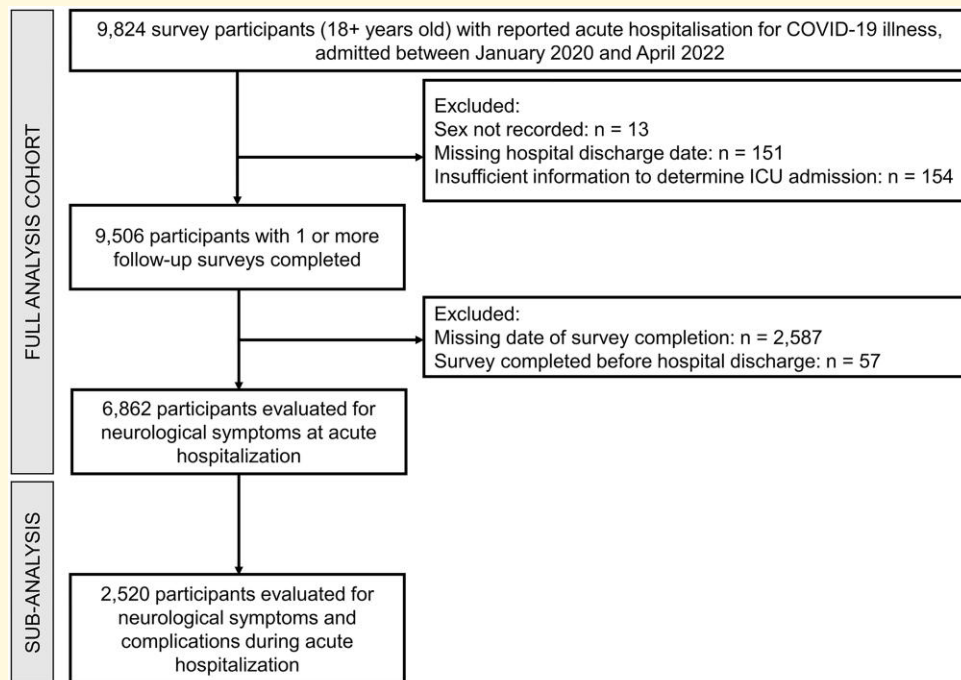 9,824 survey participants (18+ years old) with reported acute hospitalisation for COVID-19 illness,
admitted between January 2020 and April 2022
Excluded:
Sex not recorded: n = 13
Missing hospital discharge date: n = 151
Insufficient information to determine ICU admission: n = 154
FULL ANALYSIS COHORT
9,506 participants with 1 or more
follow-up surveys completed
Excluded:
Missing date of survey completion: n = 2,587
Survey completed before hospital discharge: n = 57
6,862 participants evaluated for
neurological symptoms at acute
hospitalization
SUB-ANALYSIS
2,520 participants evaluated for
neurological symptoms and
complications during acute
hospitalization